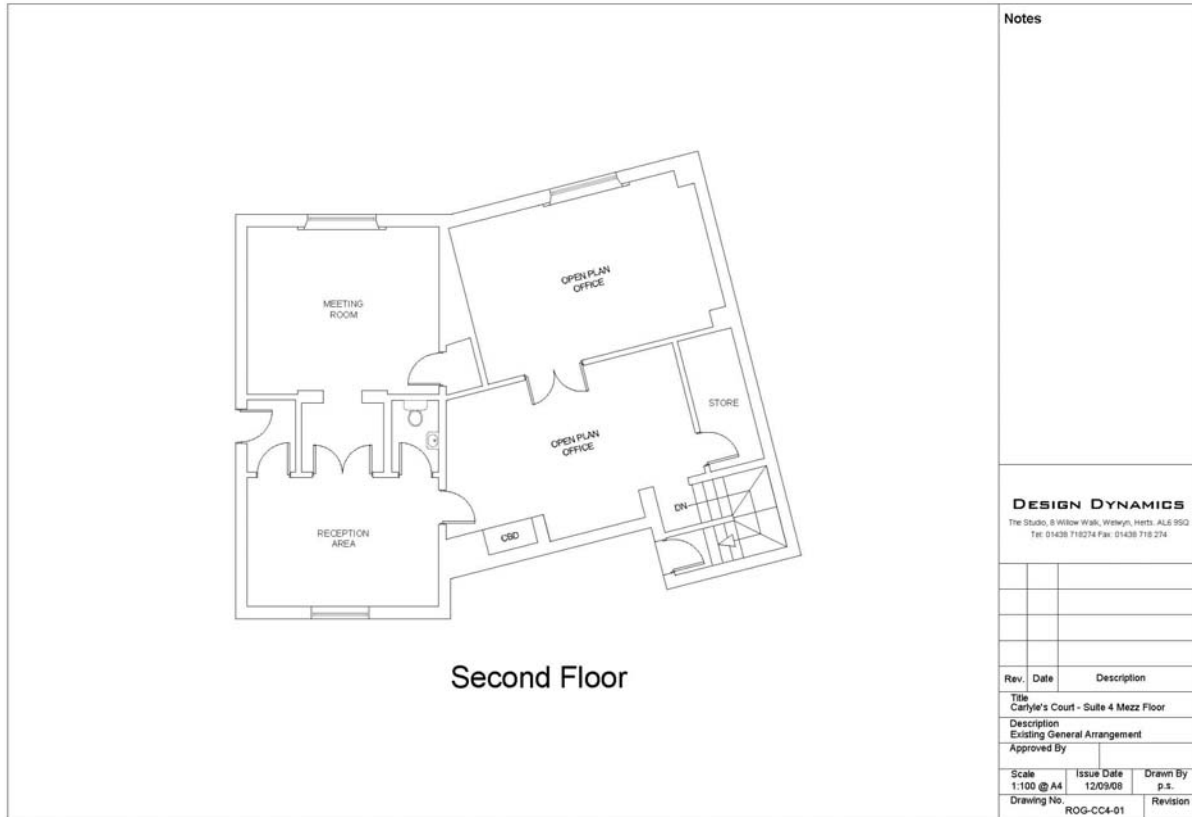 Notes
OPEN PLAN
OFFICE
MEETING
ROOM
STORE
OPEN PLAN
OFFICE
DN
RECEPTION
AREA
CBD
Second Floor
DESIGN DYNAMICS
The Studio, 8 Willow Walk, Welwyn, Herts. AL6 9SQ
Tel: 01438 718274 Fax: 01438 718 274
Rev. Date Description
Title
Carlyle's Court - Suite 4 Mezz Floor
Description
Existing General Arrangement
Approved By
Scale Issue Date Drawn By
1:100 @ A4 12/09/08 p.s.
Drawing No. Revision
ROG-CC4-01